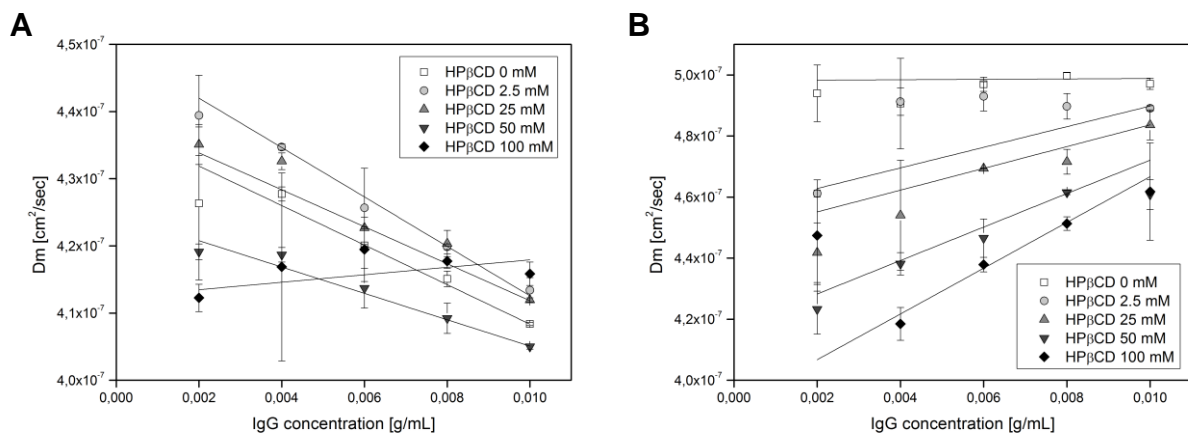 A
4,5x10⁻⁷
4,4x10⁻⁷
4,3x10⁻⁷
4,2x10⁻⁷
4,1x10⁻⁷
4,0x10⁻⁷
Dm [cm²/sec]
HPβCD 0 mM
HPβCD 2.5 mM
HPβCD 25 mM
HPβCD 50 mM
HPβCD 100 mM
0,000 0,002 0,004 0,006 0,008 0,010
IgG concentration [g/mL]
B
5,0x10⁻⁷
4,8x10⁻⁷
4,6x10⁻⁷
4,4x10⁻⁷
4,2x10⁻⁷
4,0x10⁻⁷
Dm [cm²/sec]
HPβCD 0 mM
HPβCD 2.5 mM
HPβCD 25 mM
HPβCD 50 mM
HPβCD 100 mM
0,000 0,002 0,004 0,006 0,008 0,010
IgG concentration [g/mL]